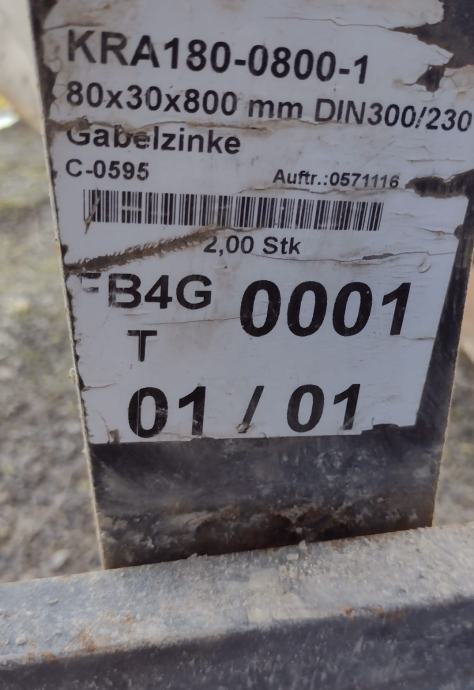 KRA180-0800-1
80x30x800 mm DIN300/230
Gabelzinke
C-0595 Auftr.:0571116
2,00 Stk
FB4G 0001
T
01 / 01